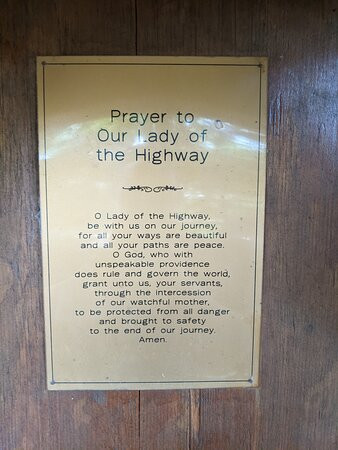 Prayer to
Our Lady of
the Highway
O Lady of the Highway,
be with us on our journey,
for all your ways are beautiful
and all your paths are peace.
O God, who with
unspeakable providence
does rule and govern the world,
grant unto us, your servants,
through the intercession
of our watchful mother,
to be protected from all danger
and brought to safety
to the end of our journey.
Amen.